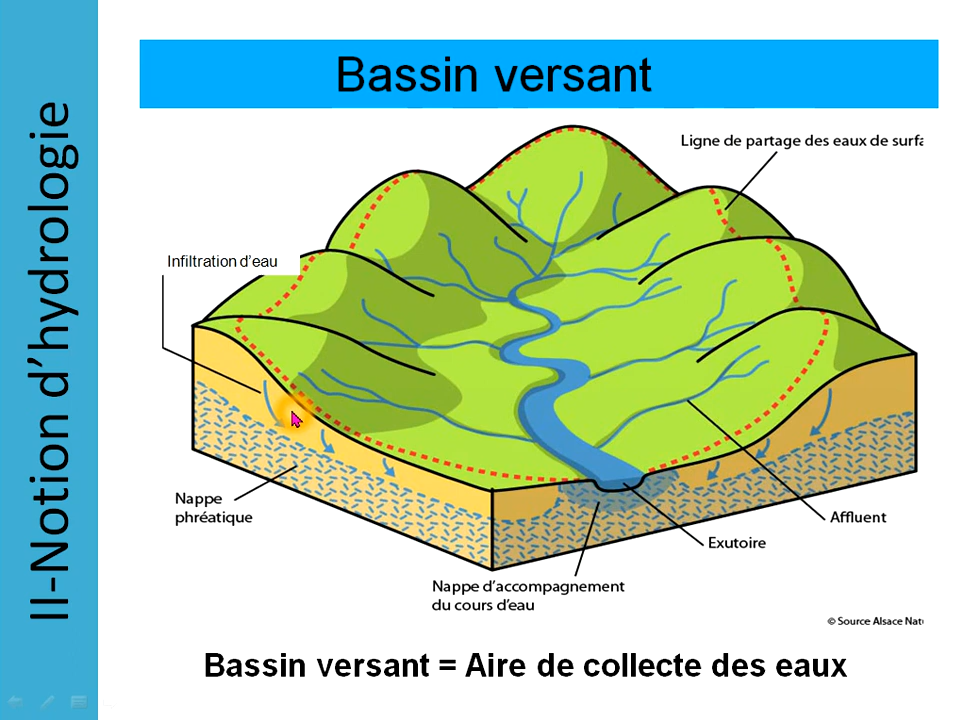 II-Notion d'hydrologie
Bassin versant
Ligne de partage des eaux de surfa
Infiltration d'eau
Nappe
phréatique
Affluent
Exutoire
Nappe d'accompagnement
du cours d'eau
© Source Alsace Natu
Bassin versant = Aire de collecte des eaux